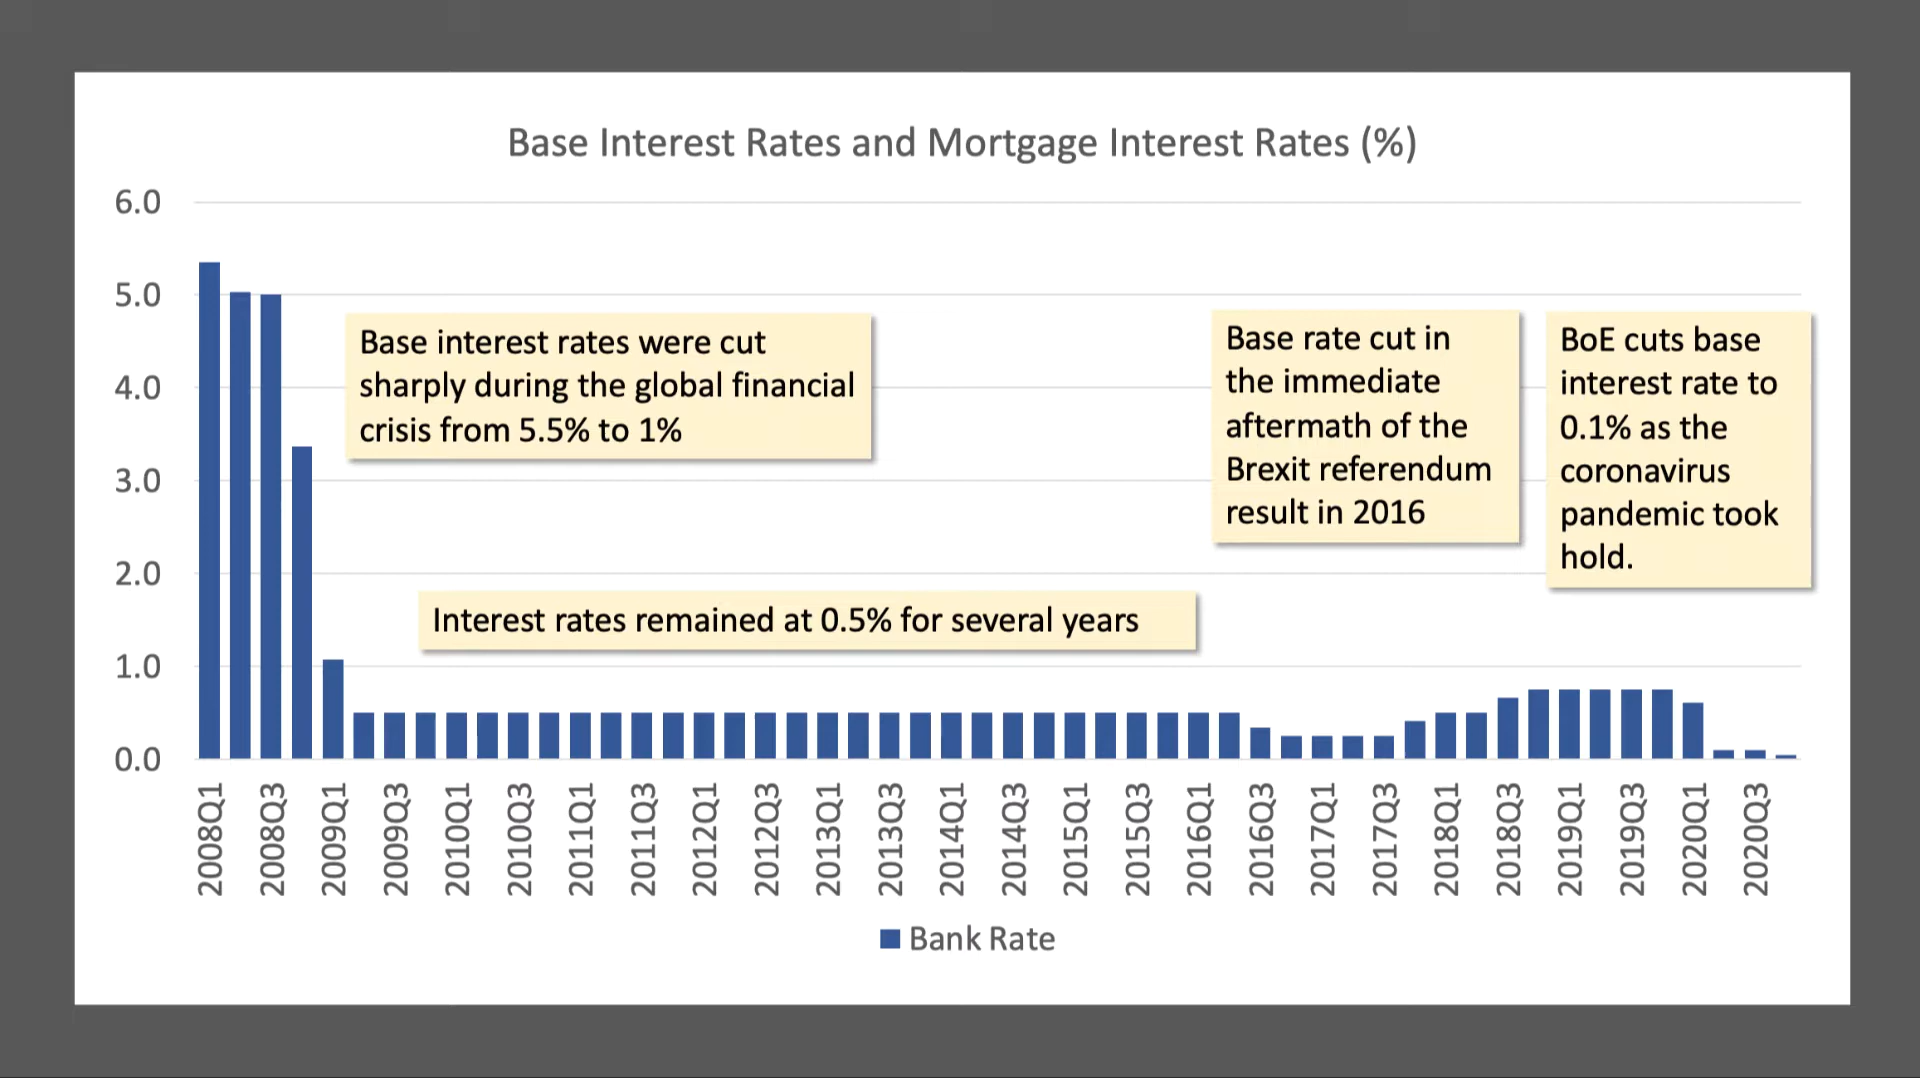 Base Interest Rates and Mortgage Interest Rates (%)
6.0
5.0
4.0
3.0
2.0
1.0
0.0
Base interest rates were cut
sharply during the global financial
crisis from 5.5% to 1%
Interest rates remained at 0.5% for several years
Base rate cut in
the immediate
aftermath of the
Brexit referendum
result in 2016
BoE cuts base
interest rate to
0.1% as the
coronavirus
pandemic took
hold.
2008Q1
2008Q3
2009Q1
2009Q3
2010Q1
2010Q3
2011Q1
2011Q3
2012Q1
2012Q3
2013Q1
2013Q3
2014Q1
2014Q3
2015Q1
2015Q3
2016Q1
2016Q3
2017Q1
2017Q3
2018Q1
2018Q3
2019Q1
2019Q3
2020Q1
2020Q3
Bank Rate